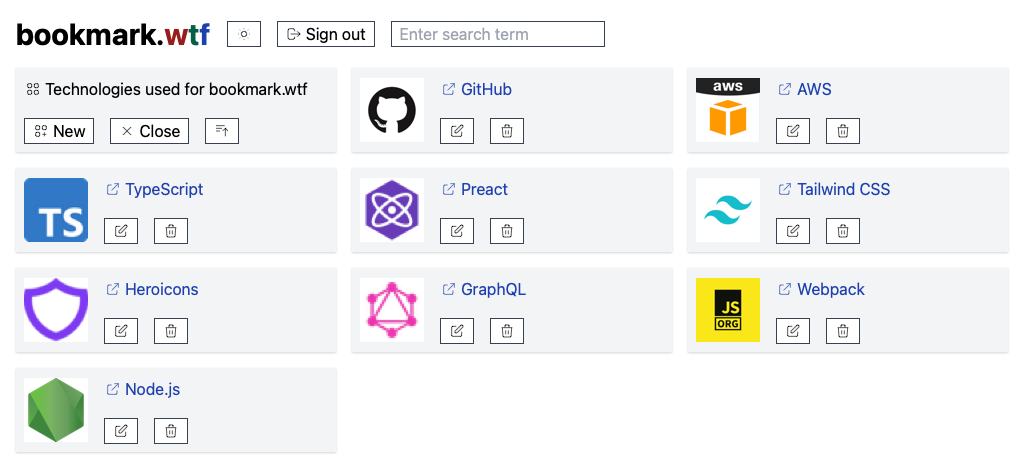 bookmark.wtf
Sign out
Enter search term
Technologies used for bookmark.wtf
New
Close
GitHub
aws
AWS
TS
TypeScript
Preact
Tailwind CSS
Heroicons
GraphQL
JS
ORG
Webpack
Node.js